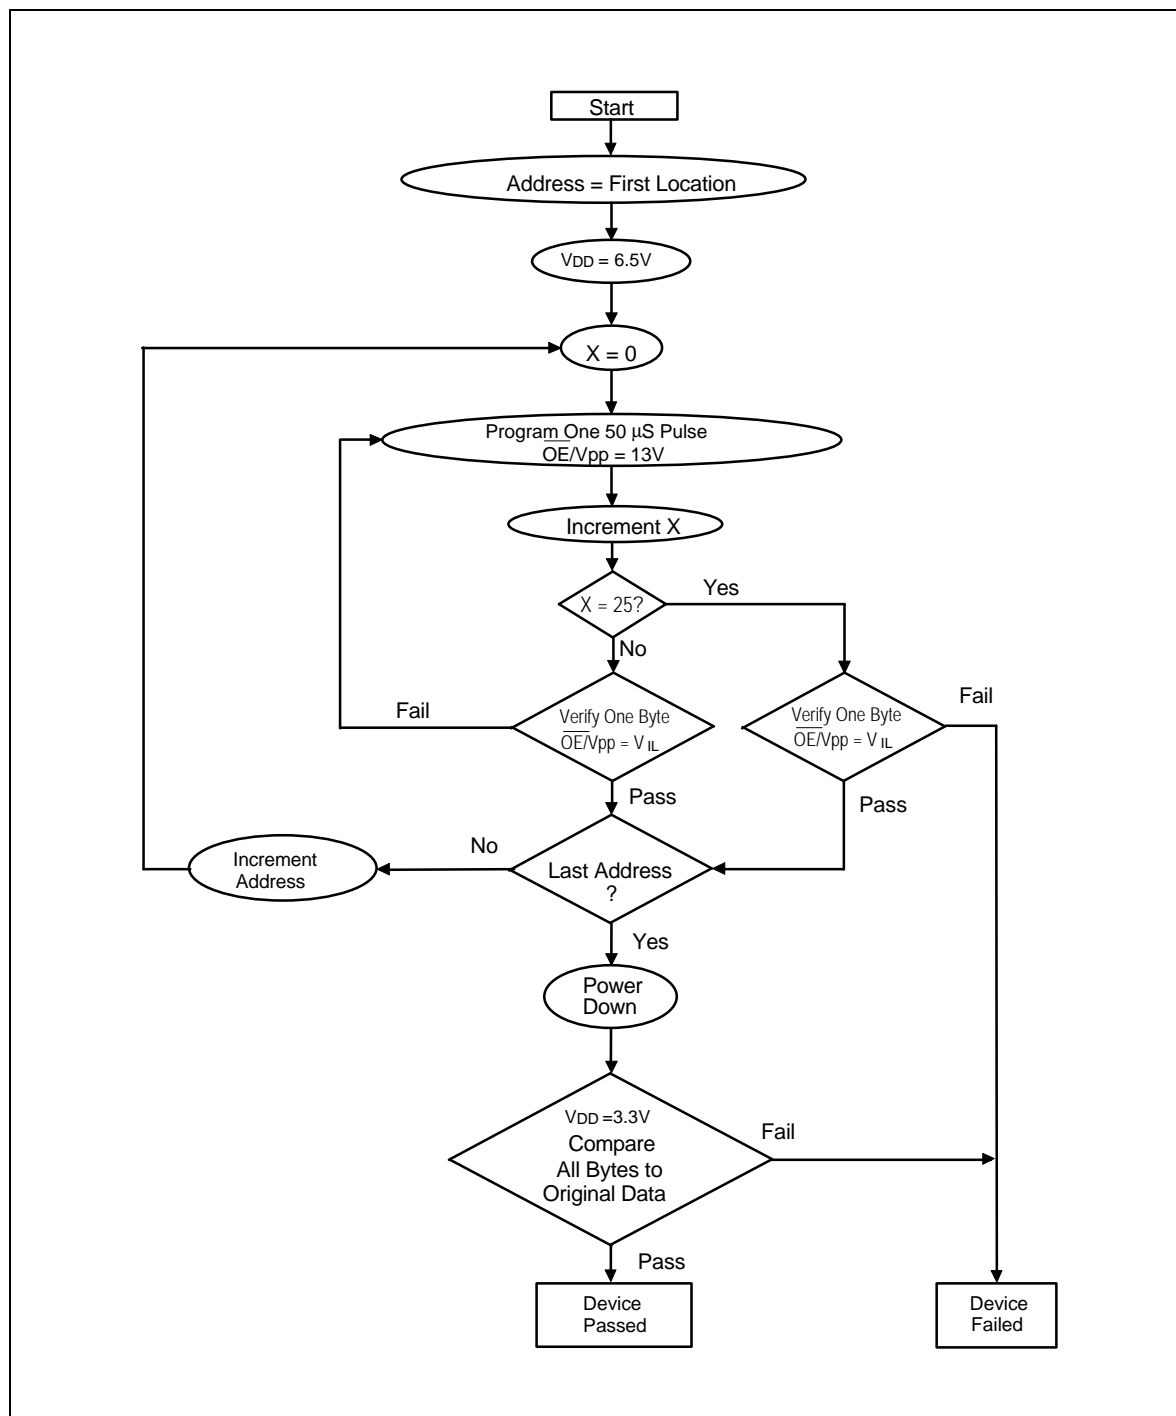 Start
Address = First Location
VDD = 6.5V
X = 0
Program One 50 μS Pulse
OE/Vpp = 13V
Increment X
X = 25?
Yes
No
Fail
Verify One Byte
OE/Vpp = VIL
Verify One Byte
OE/Vpp = VIL
Fail
Pass
Pass
Increment
Address
No
Last Address
?
Yes
Power
Down
VDD =3.3V
Compare
All Bytes to
Original Data
Fail
Pass
Device
Passed
Device
Failed